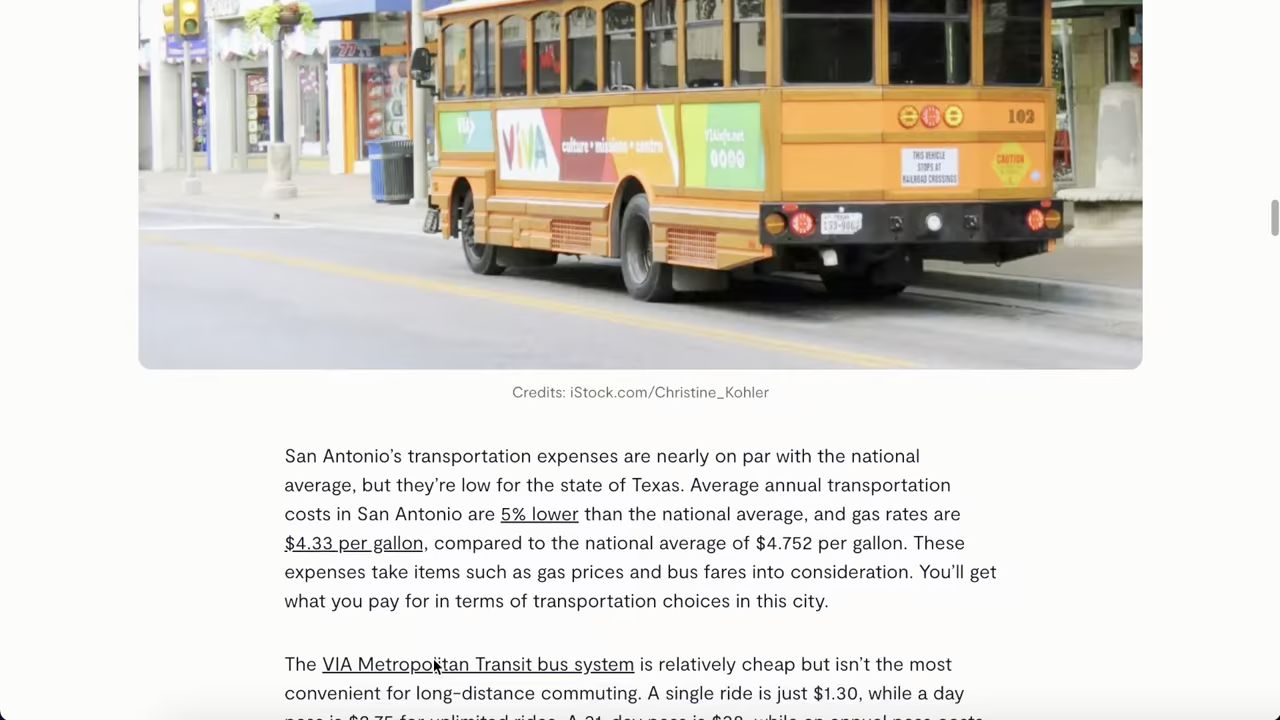 77
VIA
VIVA
culture • missions • centro
VIAinfo.net
103
THIS VEHICLE
STOPS AT
RAILROAD CROSSINGS
CAUTION
Credits: iStock.com/Christine_Kohler
San Antonio’s transportation expenses are nearly on par with the national
average, but they’re low for the state of Texas. Average annual transportation
costs in San Antonio are 5% lower than the national average, and gas rates are
$4.33 per gallon, compared to the national average of $4.752 per gallon. These
expenses take items such as gas prices and bus fares into consideration. You’ll get
what you pay for in terms of transportation choices in this city.
The VIA Metropolitan Transit bus system is relatively cheap but isn’t the most
convenient for long-distance commuting. A single ride is just $1.30, while a day